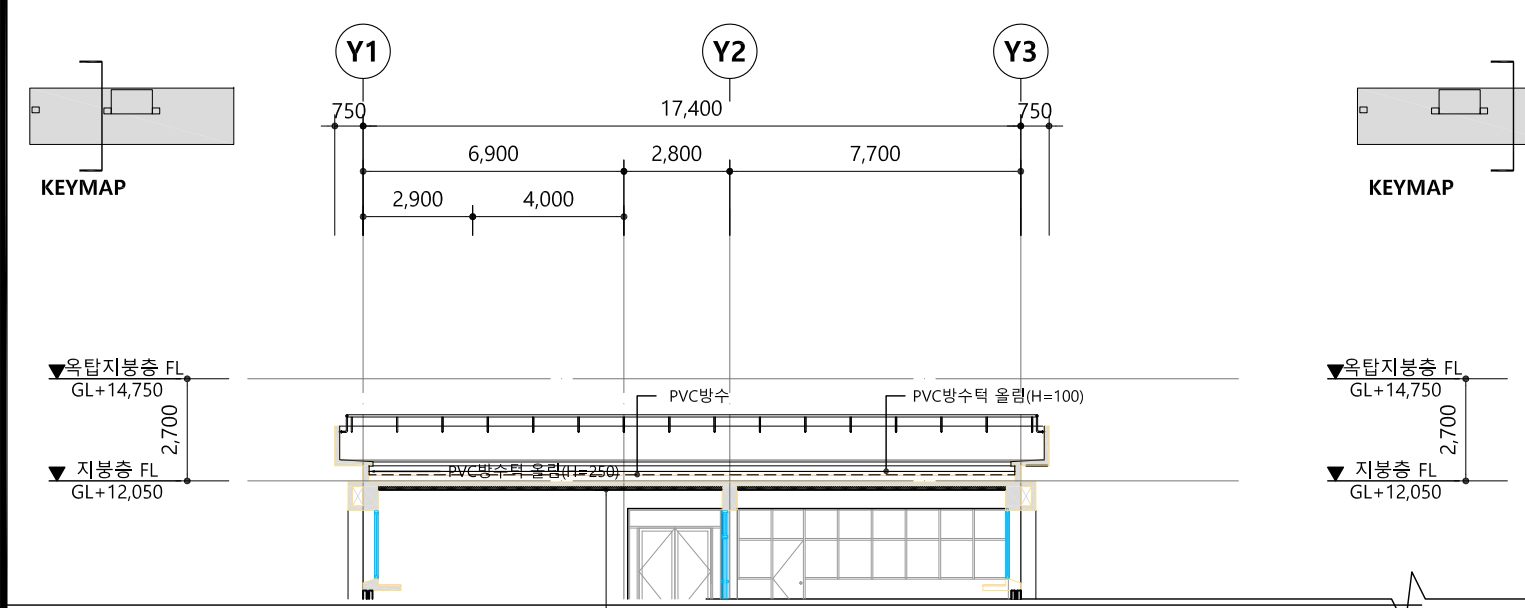 Y1
Y2
Y3
750
17,400
750
6,900
2,800
7,700
KEYMAP
KEYMAP
2,900
4,000
옥탑지붕층 FL
GL+14,750
2,700
지붕층 FL
GL+12,050
PVC방수
PVC방수턱 올림(H=100)
PVC방수턱 올림(H=250)
옥탑지붕층 FL
GL+14,750
2,700
지붕층 FL
GL+12,050